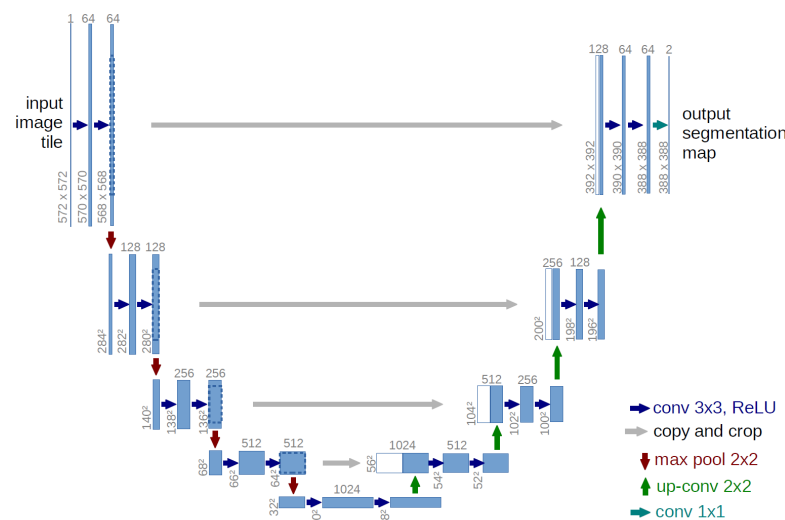 1 64 64
input
image
tile
572 x 572
570 x 570
568 x 568
128 64 64 2
output
segmentation
map
392 x 392
390 x 390
388 x 388
388 x 388
128 128
284²
282²
280²
256 128
200²
198²
196²
256 256
140²
138²
136²
512 256
104²
102²
100²
512 512
68²
66²
64²
1024 512
56²
54²
52²
1024
32²
0²
8²
conv 3x3, ReLU
copy and crop
max pool 2x2
up-conv 2x2
conv 1x1